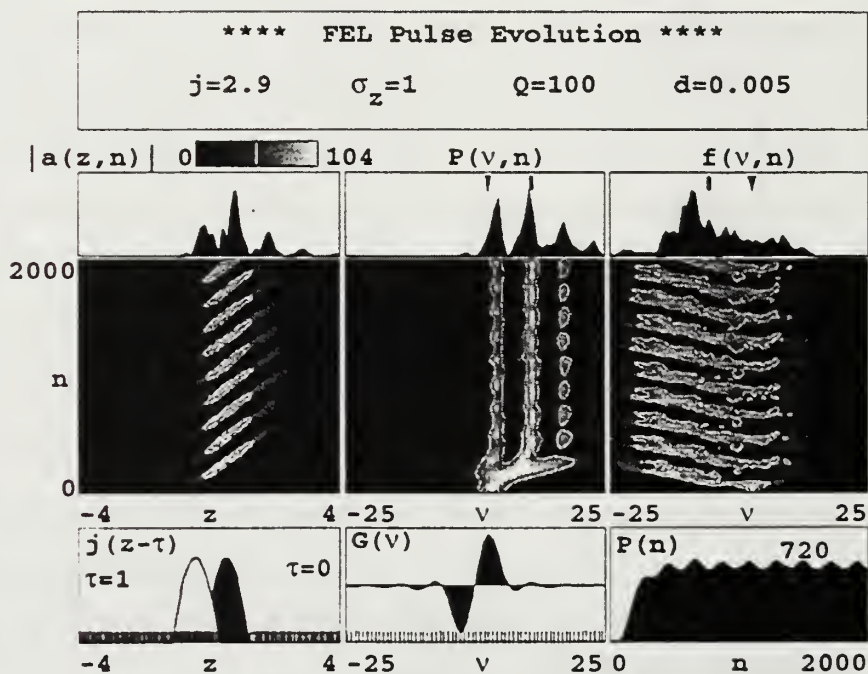 **** FEL Pulse Evolution ****
j=2.9 σz=1 Q=100 d=0.005
|a(z,n)| 0 104 P(ν,n) f(ν,n)
2000
n
0
-4 z 4 -25 ν 25 -25 ν 25
j(z-τ) G(ν) P(n) 720
τ=1 τ=0
-4 z 4 -25 ν 25 0 n 2000